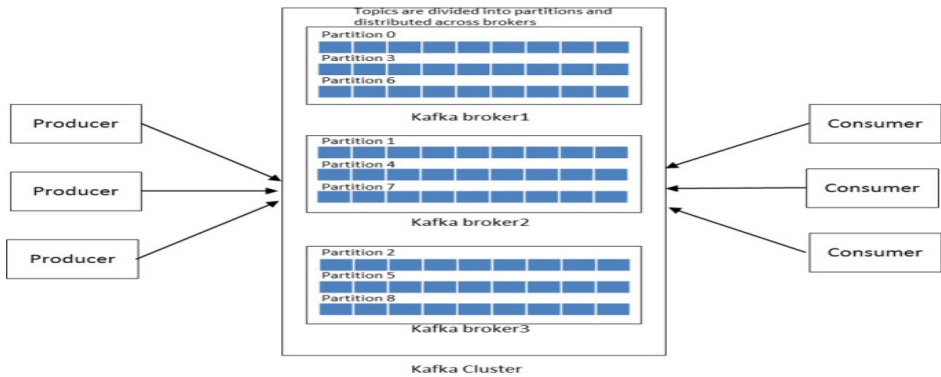 Topics are divided into partitions and
distributed across brokers
Partition 0
Partition 3
Partition 6
Kafka broker1
Partition 1
Partition 4
Partition 7
Kafka broker2
Partition 2
Partition 5
Partition 8
Kafka broker3
Kafka Cluster
Producer
Producer
Producer
Consumer
Consumer
Consumer